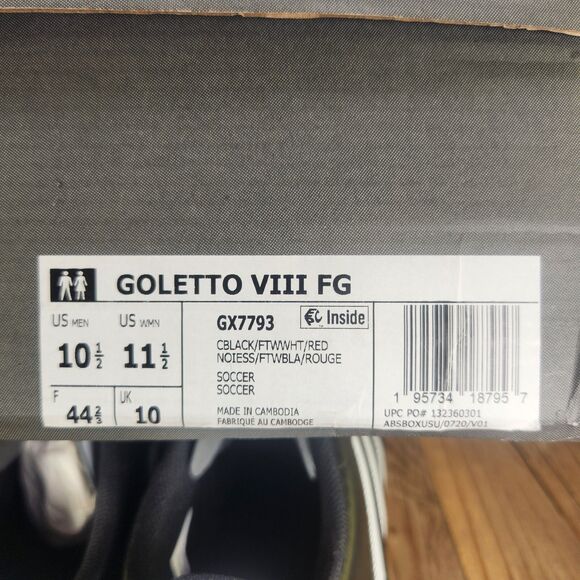 GOLETTO VIII FG
US MEN
10 1/2
US WMN
11 1/2
F
44 2/3
UK
10
GX7793
Inside
CBLACK/FTWWHT/RED
NOIESS/FTWBLA/ROUGE
SOCCER
SOCCER
MADE IN CAMBODIA
FABRIQUÉ AU CAMBODGE
1 95734 18795 7
UPC PO# 132360301
ABSBOXUSU/0720/V01